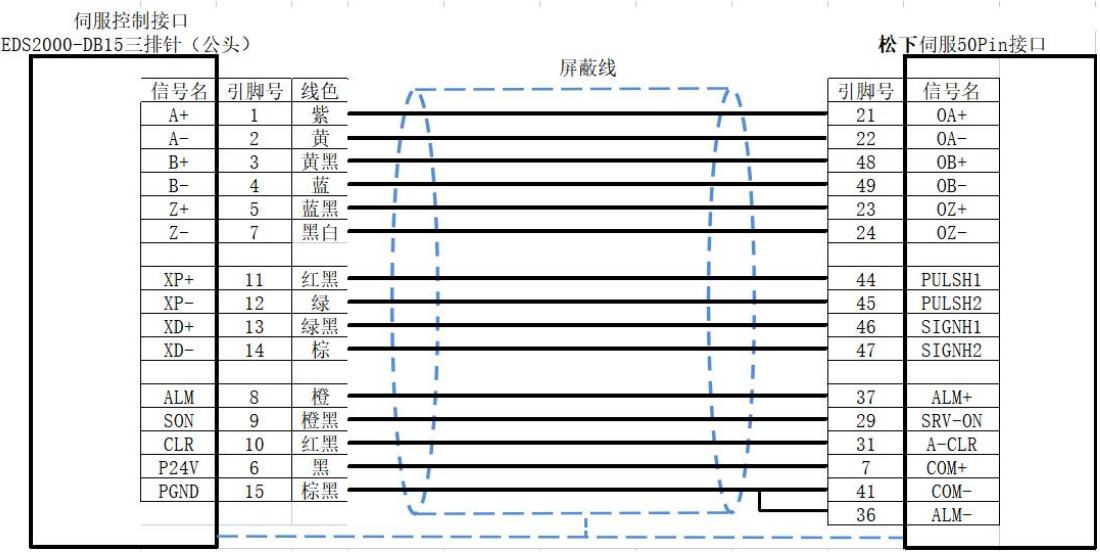 伺服控制接口
EDS2000-DB15三排针（公头）
松下伺服50Pin接口
屏蔽线
信号名 引脚号 线色 引脚号 信号名
A+ 1 紫 21 OA+
A- 2 黄 22 OA-
B+ 3 黄黑 48 OB+
B- 4 蓝 49 OB-
Z+ 5 蓝黑 23 OZ+
Z- 7 黑白 24 OZ-
XP+ 11 红黑 44 PULSH1
XP- 12 绿 45 PULSH2
XD+ 13 绿黑 46 SIGNH1
XD- 14 棕 47 SIGNH2
ALM 8 橙 37 ALM+
SON 9 橙黑 29 SRV-ON
CLR 10 红黑 31 A-CLR
P24V 6 黑 7 COM+
PGND 15 棕黑 41 COM-
36 ALM-